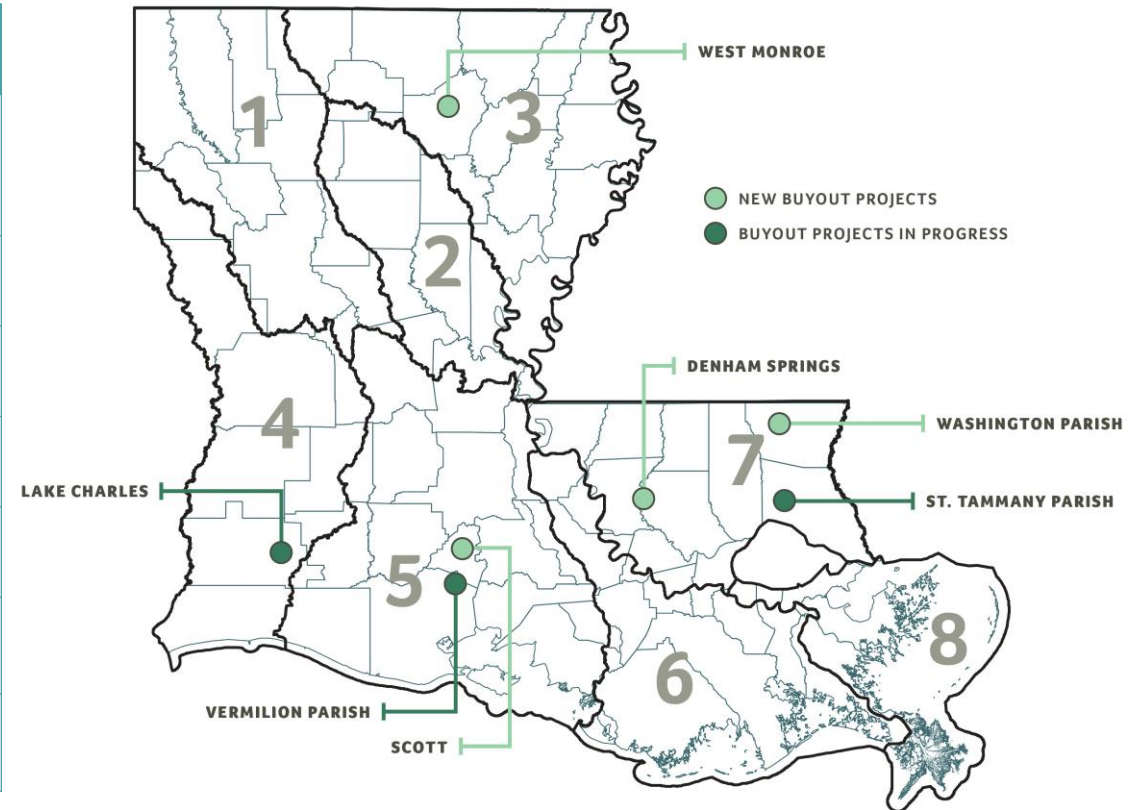 WEST MONROE
1
3
NEW BUYOUT PROJECTS
BUYOUT PROJECTS IN PROGRESS
2
DENHAM SPRINGS
4
WASHINGTON PARISH
7
LAKE CHARLES
ST. TAMMANY PARISH
5
8
6
VERMILION PARISH
SCOTT